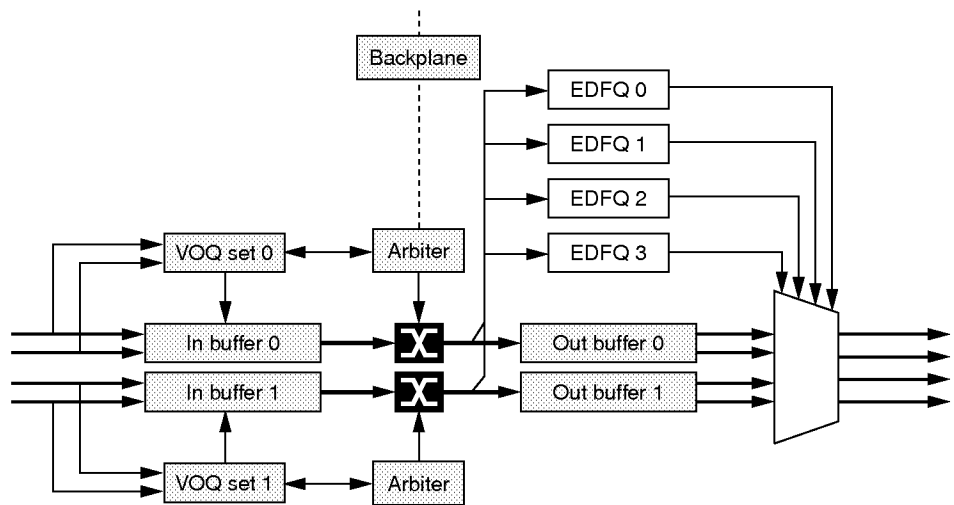 Backplane
EDFQ 0
EDFQ 1
EDFQ 2
EDFQ 3
VOQ set 0
Arbiter
In buffer 0
Out buffer 0
In buffer 1
Out buffer 1
VOQ set 1
Arbiter